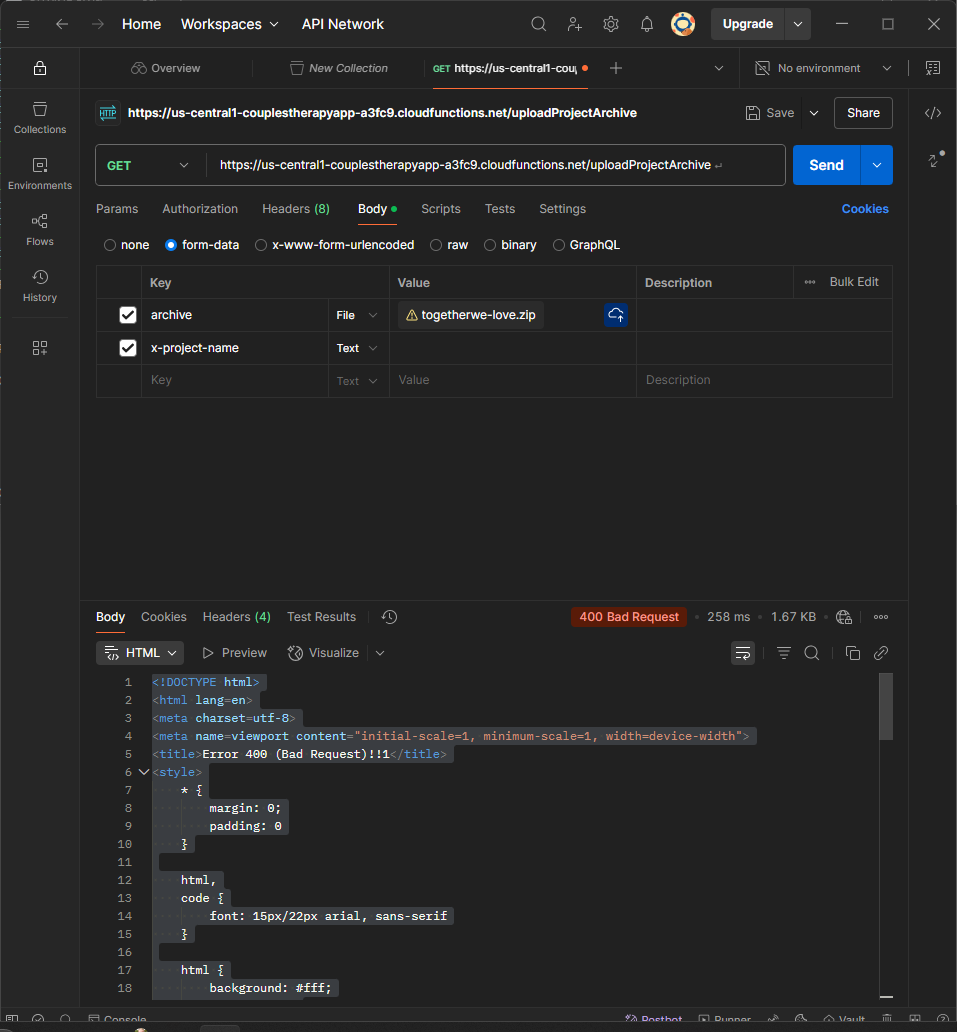 Home Workspaces API Network Upgrade
Overview New Collection GET https://us-central1-cou No environment
HTTP https://us-central1-couplestherapyapp-a3fc9.cloudfunctions.net/uploadProjectArchive Save Share
Collections
Environments
Flows
History
GET https://us-central1-couplestherapyapp-a3fc9.cloudfunctions.net/uploadProjectArchive Send
Params Authorization Headers (8) Body Scripts Tests Settings Cookies
none form-data x-www-form-urlencoded raw binary GraphQL
Key Value Description Bulk Edit
archive File togetherwe-love.zip
x-project-name Text
Key Text Value Description
Body Cookies Headers (4) Test Results 400 Bad Request 258 ms 1.67 KB
HTML Preview Visualize
1 <!DOCTYPE html>
2 <html lang=en>
3 <meta charset=utf-8>
4 <meta name=viewport content="initial-scale=1, minimum-scale=1, width=device-width">
5 <title>Error 400 (Bad Request)!!1</title>
6 <style>
7 * {
8 margin: 0;
9 padding: 0
10 }
11
12 html,
13 code {
14 font: 15px/22px arial, sans-serif
15 }
16
17 html {
18 background: #fff;
Console Postbot Runner Vault